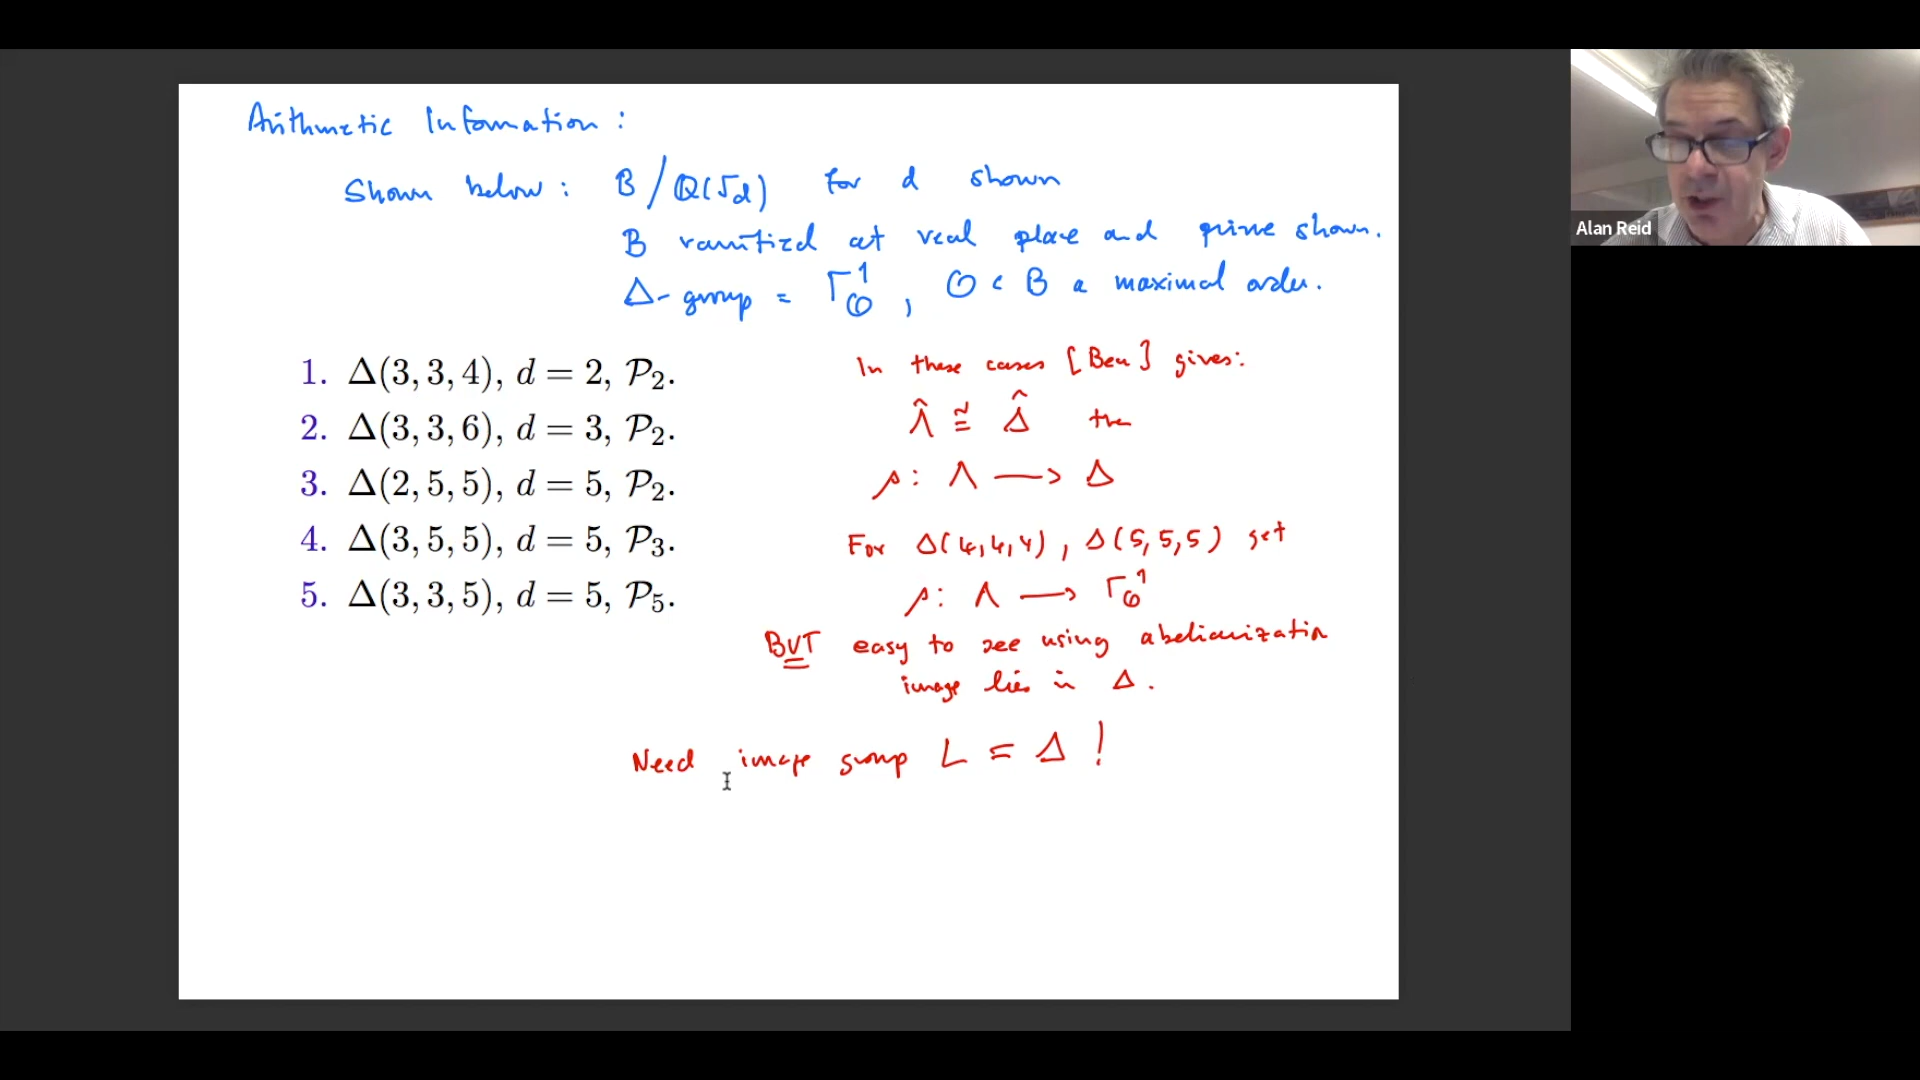 Arithmetic Information :
Shown below : B / Q(√d) for d shown
B ramified at real place and prime shown.
Δ-group = Γ¹_O , O ⊂ B a maximal order.
1. Δ(3, 3, 4), d = 2, P₂.
2. Δ(3, 3, 6), d = 3, P₂.
3. Δ(2, 5, 5), d = 5, P₂.
4. Δ(3, 5, 5), d = 5, P₃.
5. Δ(3, 3, 5), d = 5, P₅.
In these cases [Ben] gives:
Λ̂ ≅ Δ̂ then
ρ : Λ ⟶ Δ
For Δ(4,4,4), Δ(5,5,5) get
ρ : Λ ⟶ Γ¹_O
BUT easy to see using abelianization
image lies in Δ.
Need image group L = Δ !
Alan Reid